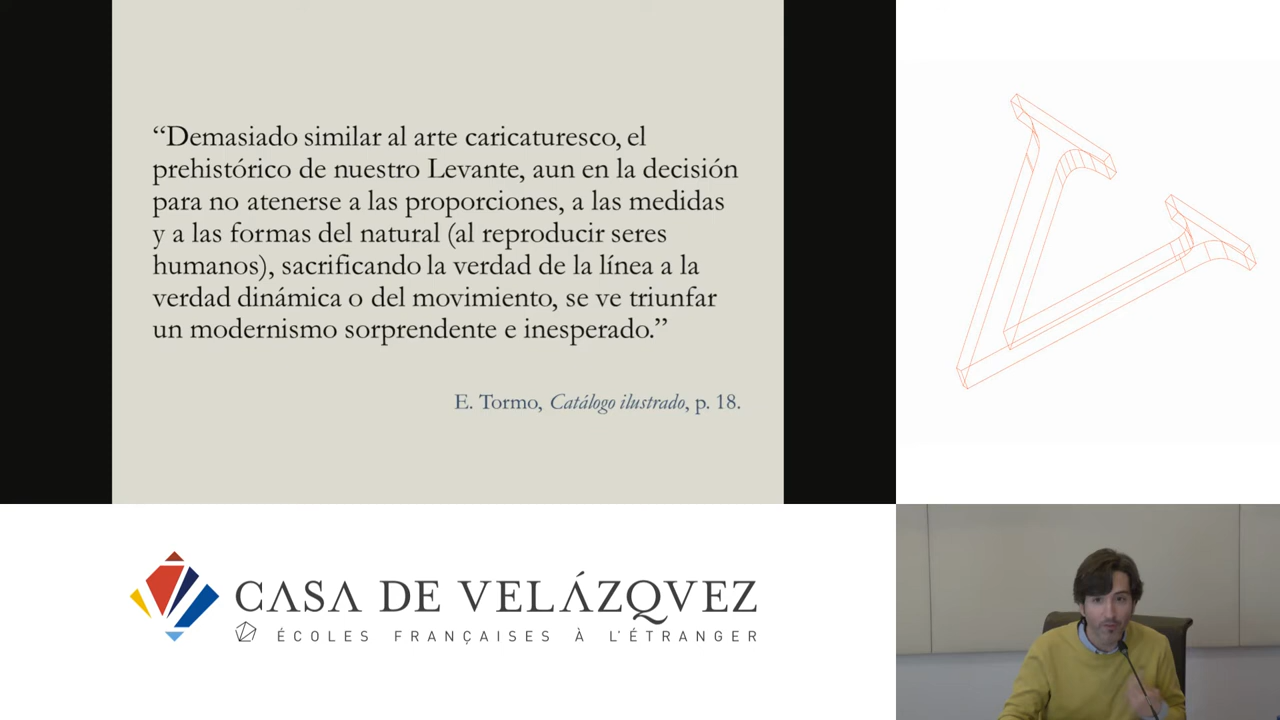 “Demasiado similar al arte caricaturesco, el
prehistórico de nuestro Levante, aun en la decisión
para no atenerse a las proporciones, a las medidas
y a las formas del natural (al reproducir seres
humanos), sacrificando la verdad de la línea a la
verdad dinámica o del movimiento, se ve triunfar
un modernismo sorprendente e inesperado.”
E. Tormo, Catálogo ilustrado, p. 18.
CASA DE VELÁZQVEZ
ÉCOLES FRANÇAISES À L'ÉTRANGER